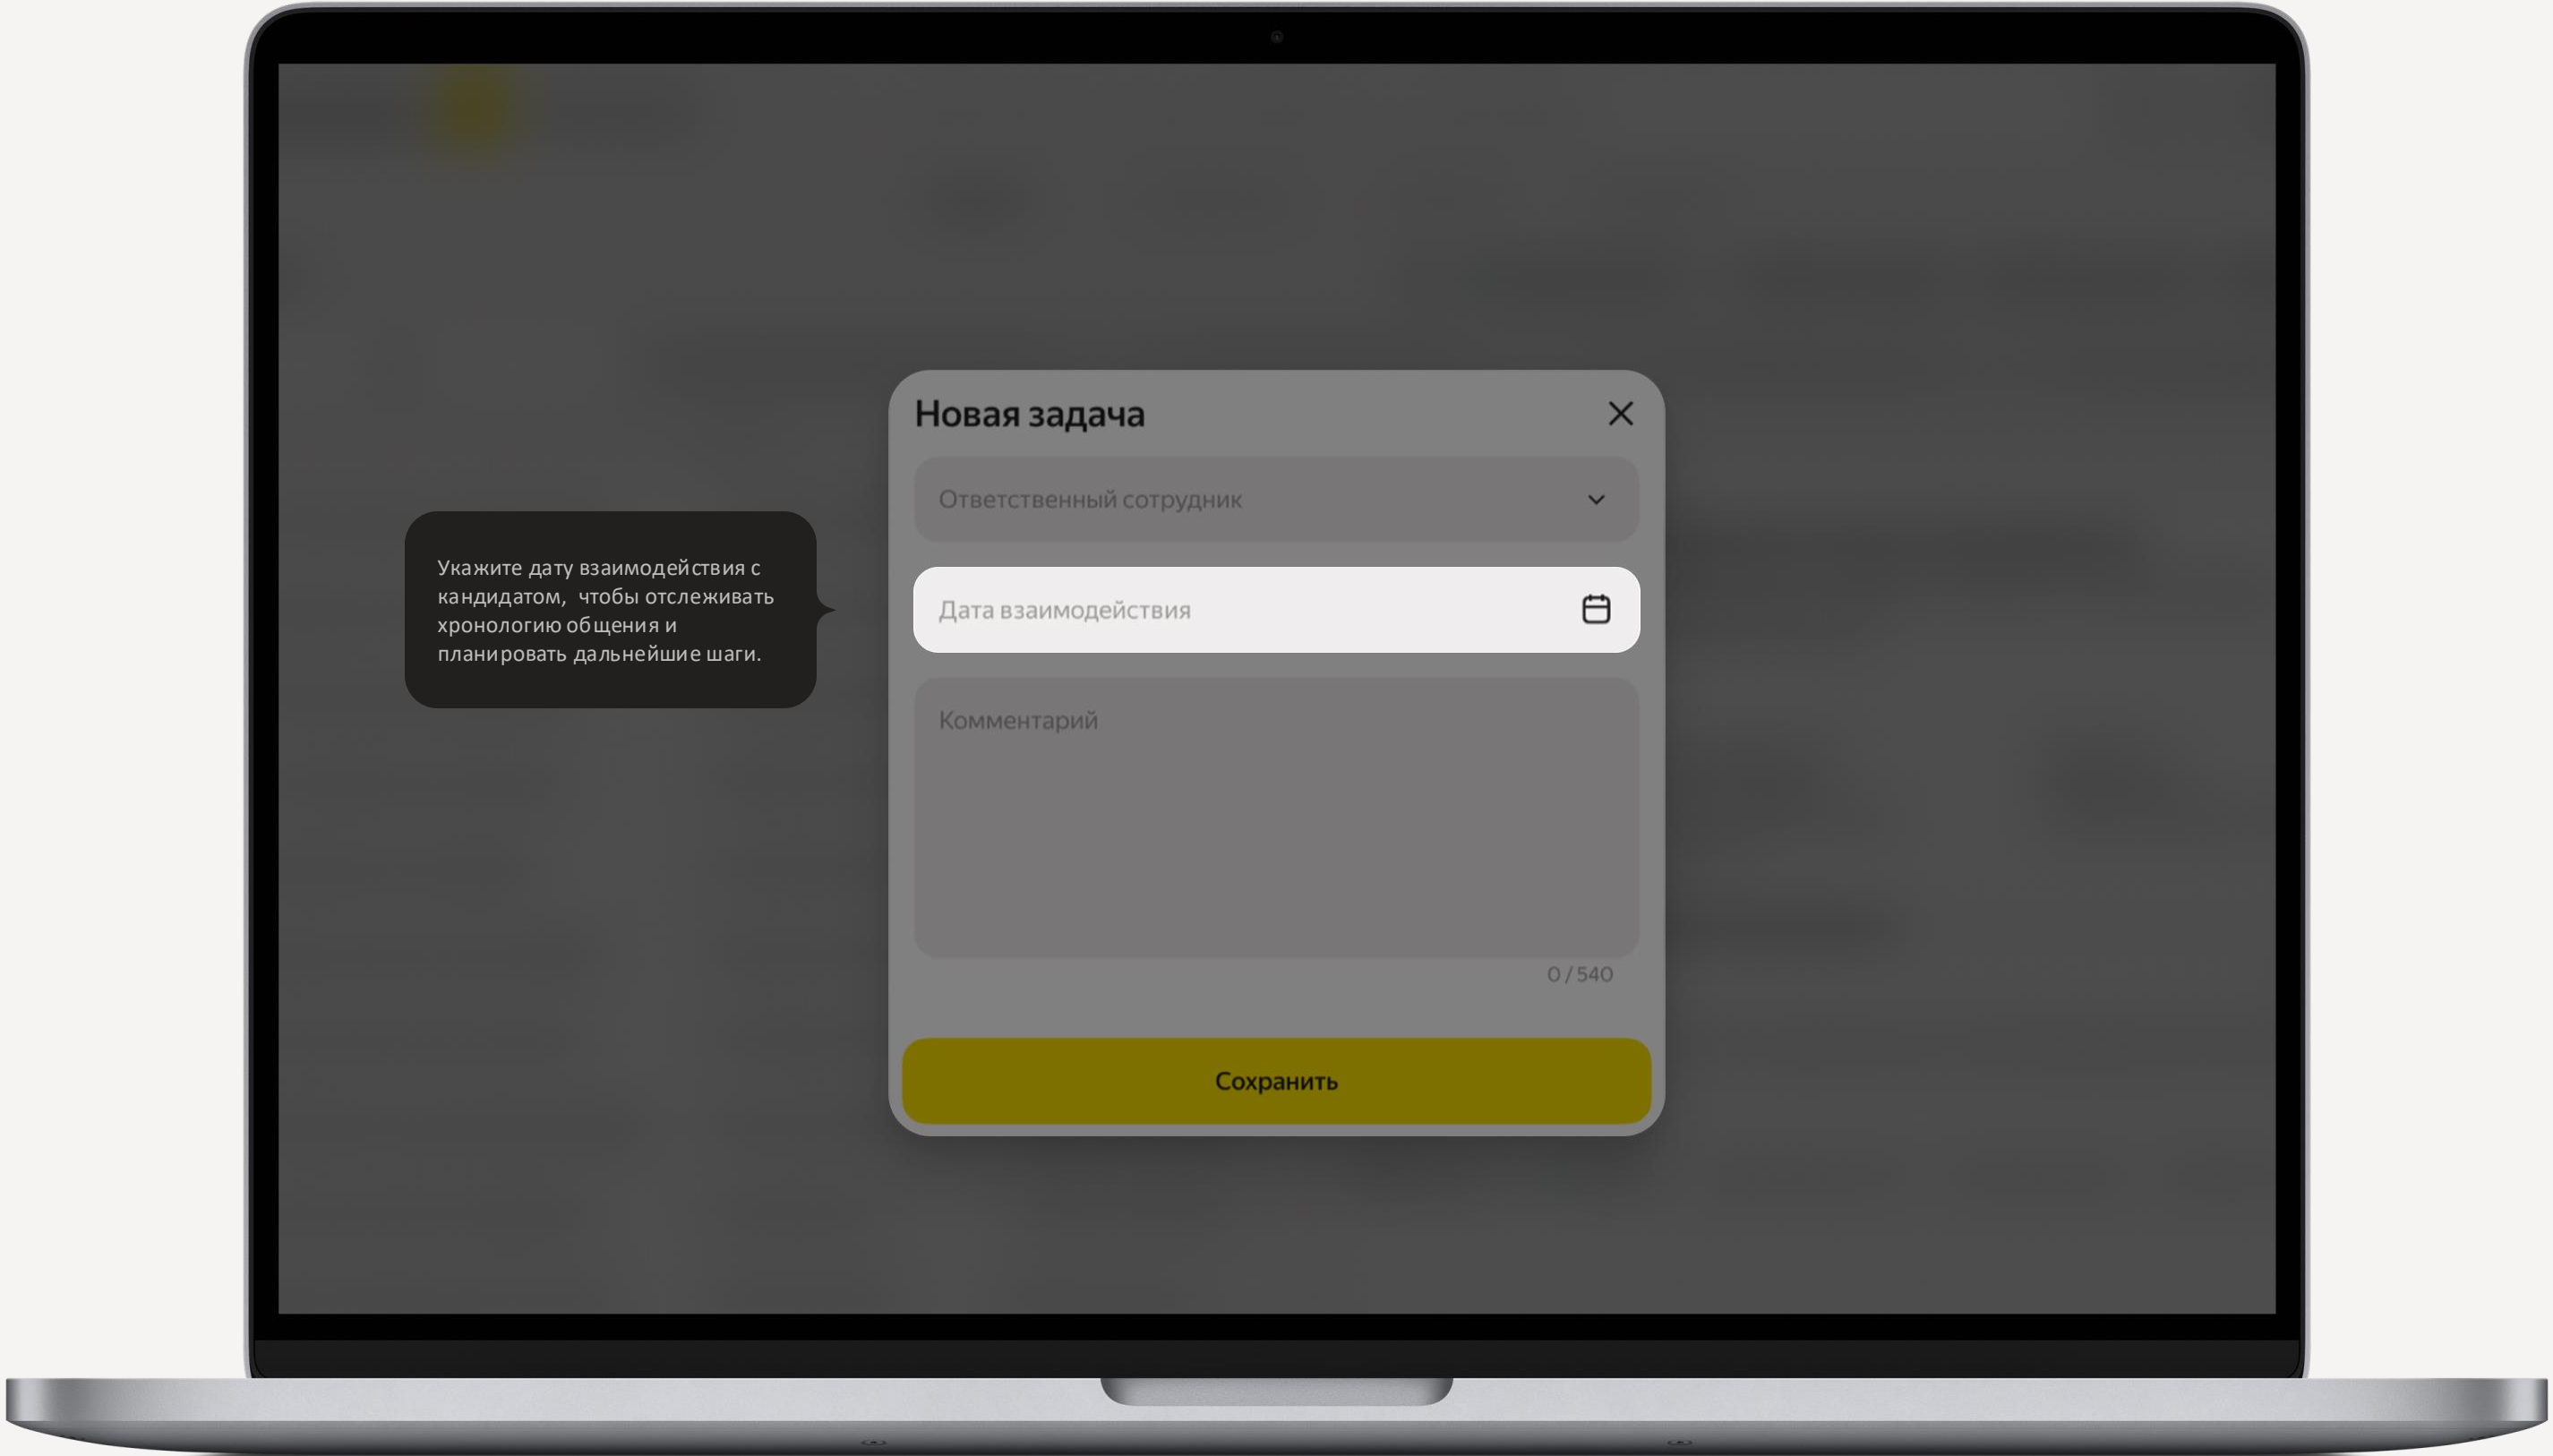 Новая задача
Ответственный сотрудник
Укажите дату взаимодействия с
кандидатом, чтобы отслеживать
хронологию общения и
планировать дальнейшие шаги.
Дата взаимодействия
Комментарий
0 / 540
Сохранить